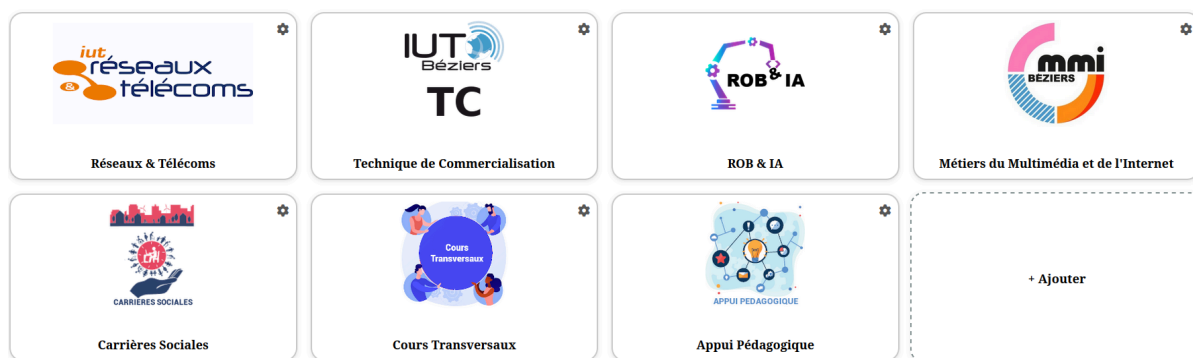 iut
réseaux
& télécoms
Réseaux & Télécoms
IUT
Béziers
TC
Technique de Commercialisation
ROB & IA
ROB & IA
mmi
BÉZIERS
Métiers du Multimédia et de l'Internet
CARRIÈRES SOCIALES
Carrières Sociales
Cours
Transversaux
Cours Transversaux
APPUI PEDAGOGIQUE
Appui Pédagogique
+ Ajouter